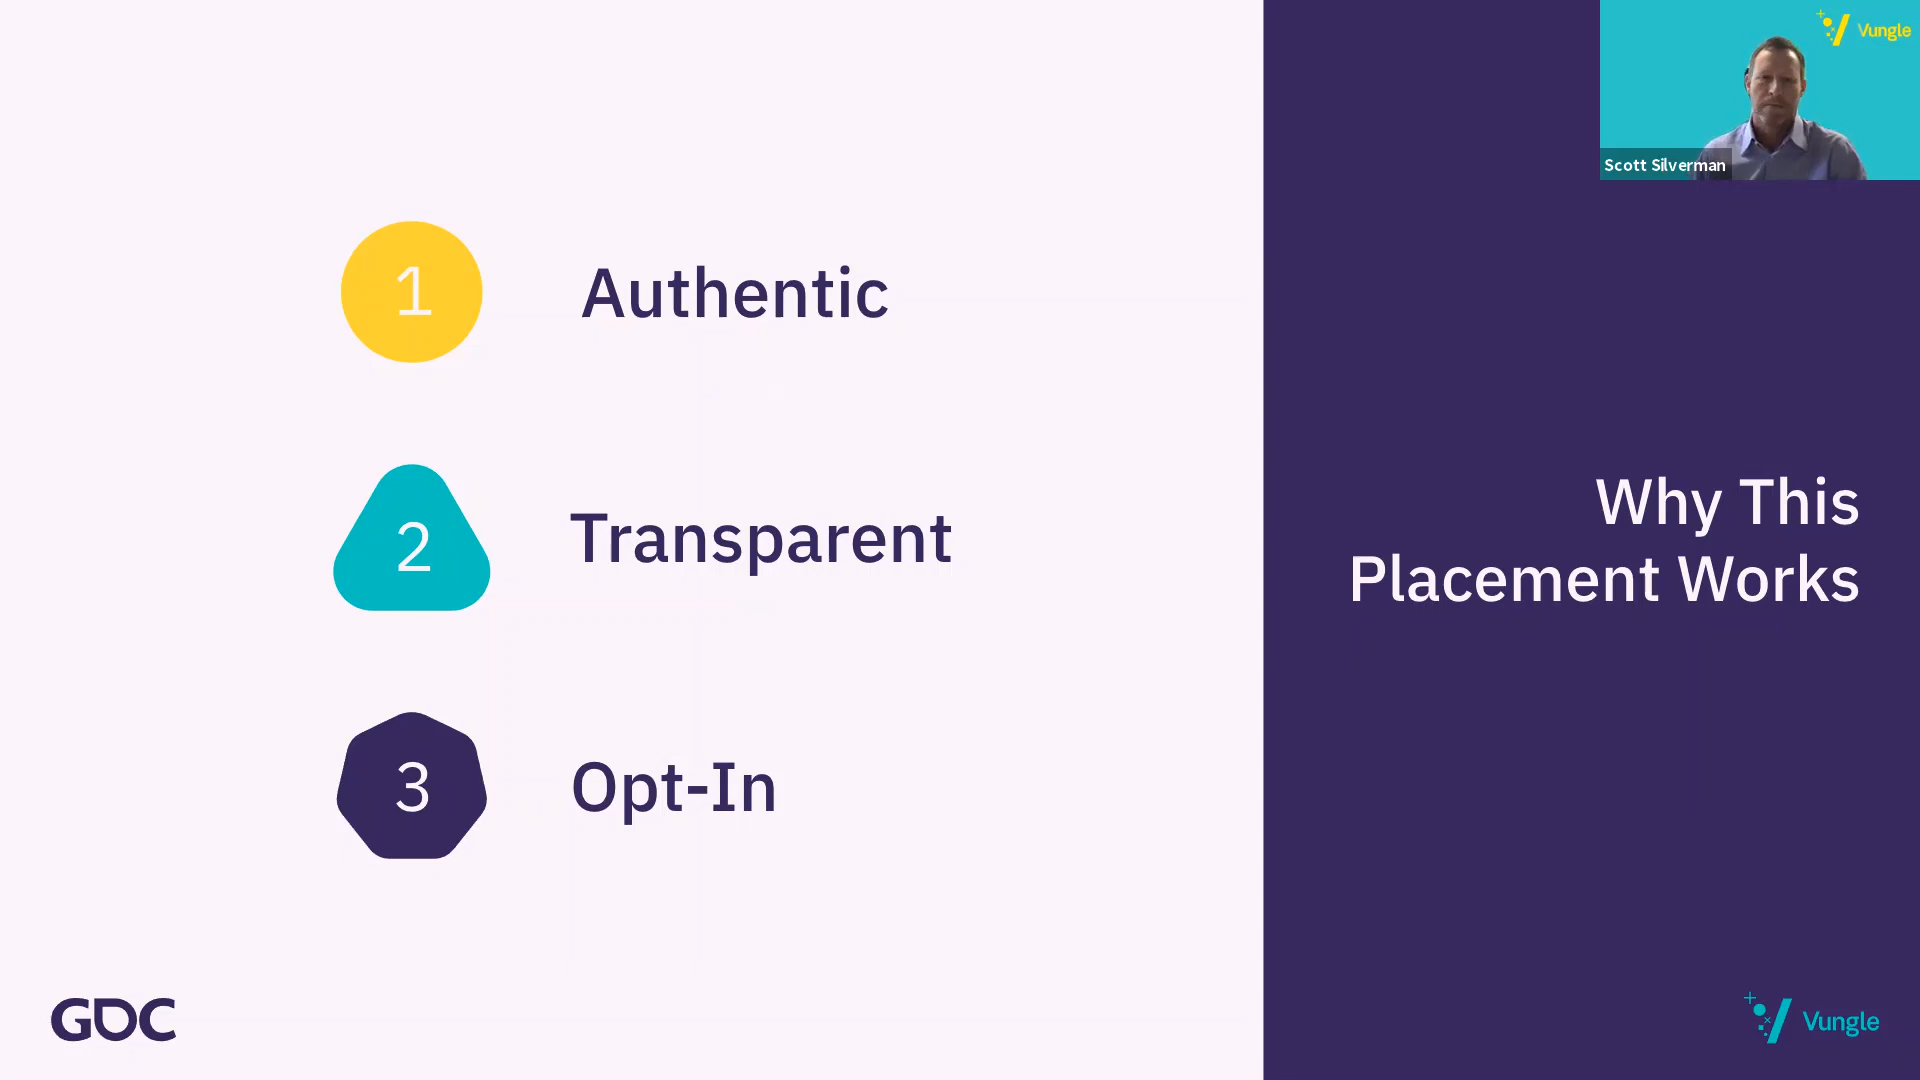 1
Authentic
2
Transparent
3
Opt-In
Why This
Placement Works
Vungle
Scott Silverman
GDC
Vungle